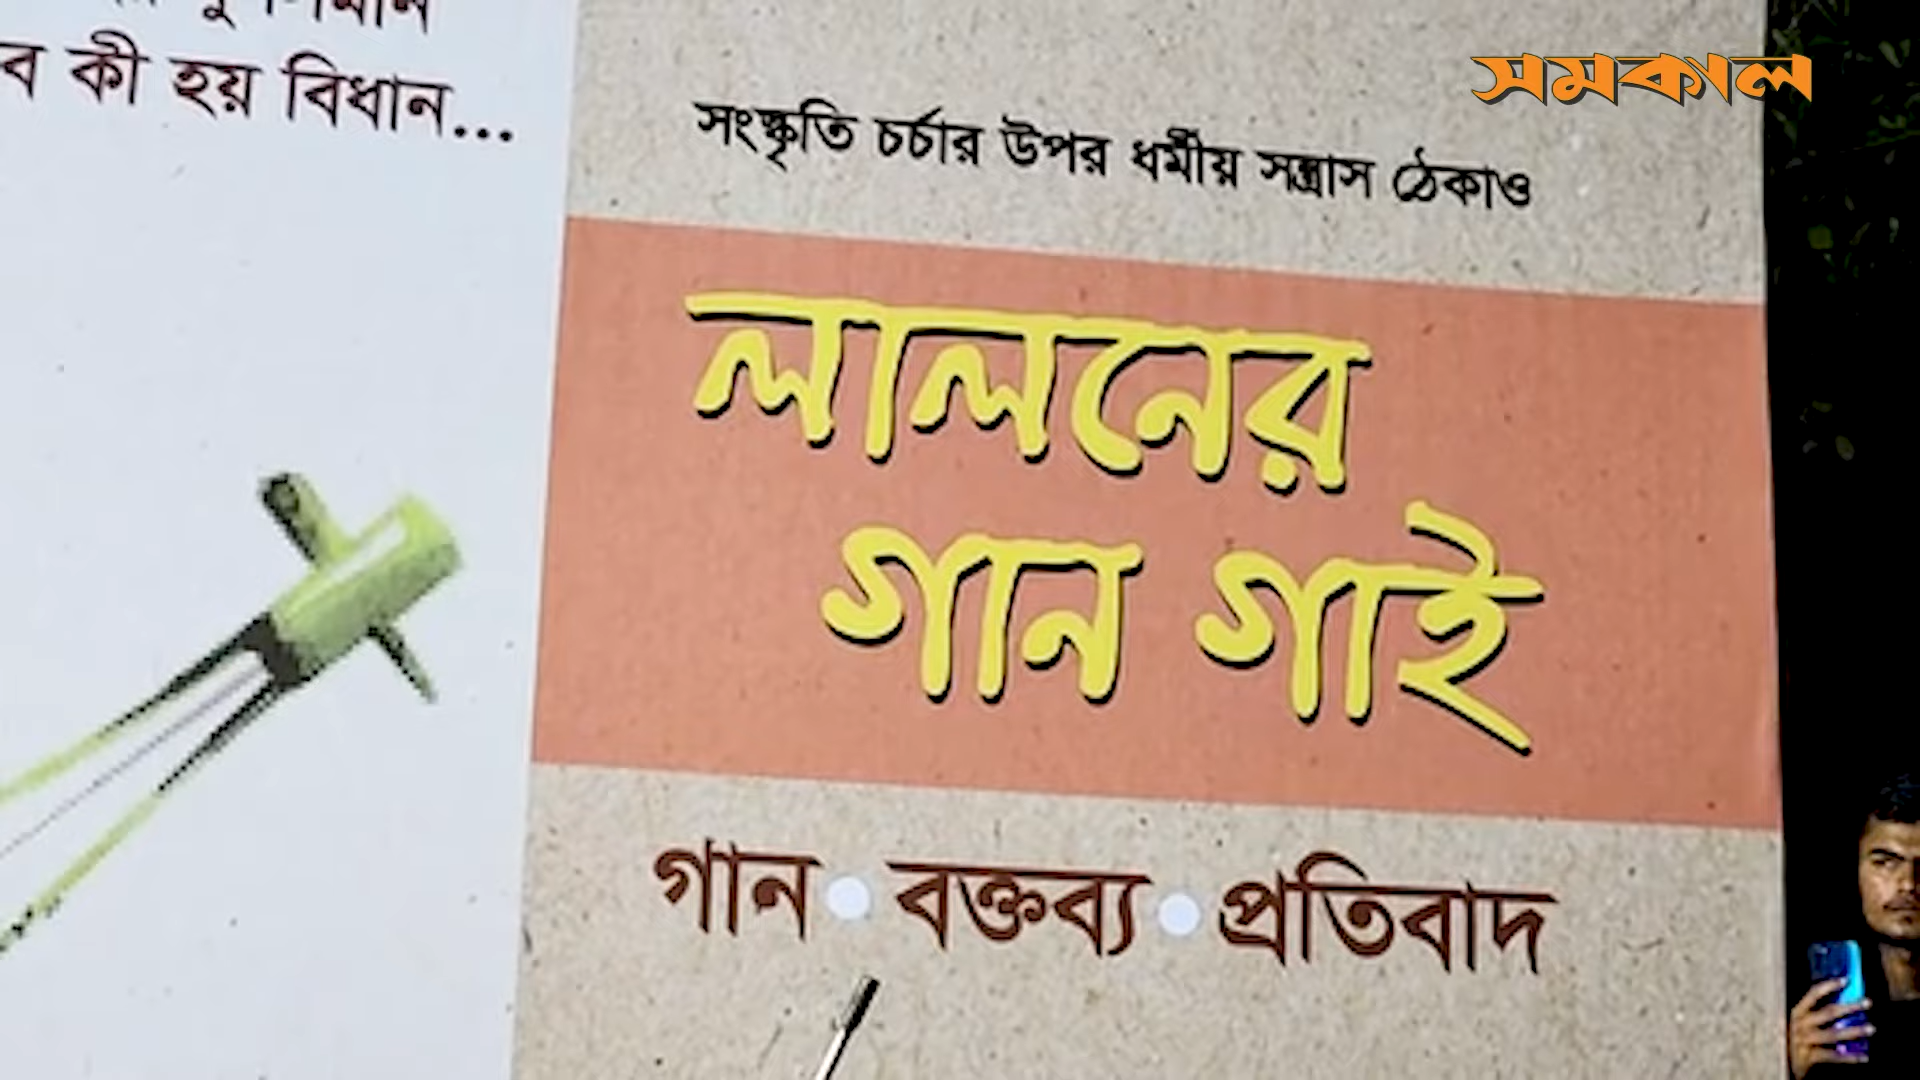 কী হয় বিধান...
সমকাল
সংস্কৃতি চর্চার উপর ধর্মীয় সন্ত্রাস ঠেকাও
লালনের
গান গাই
গান • বক্তব্য • প্রতিবাদ